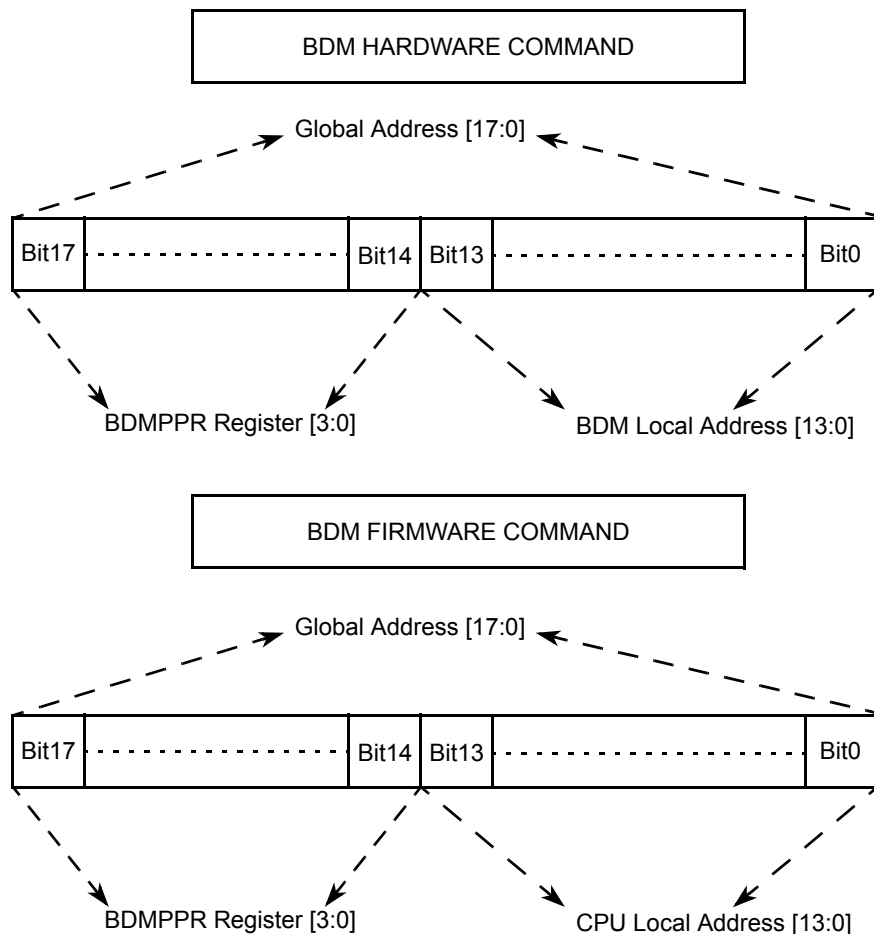 BDM HARDWARE COMMAND
Global Address [17:0]
Bit17 Bit14 Bit13 Bit0
BDMPPR Register [3:0] BDM Local Address [13:0]
BDM FIRMWARE COMMAND
Global Address [17:0]
Bit17 Bit14 Bit13 Bit0
BDMPPR Register [3:0] CPU Local Address [13:0]